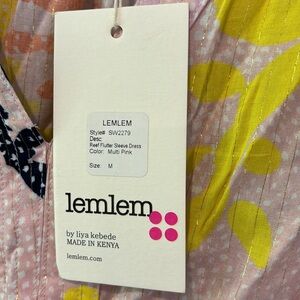 LEMLEM
Style# SW2279
Desc:
Reef Flutter Sleeve Dress
Color: Multi Pink
Size: M
lemlem
by liya kebede
MADE IN KENYA
lemlem.com